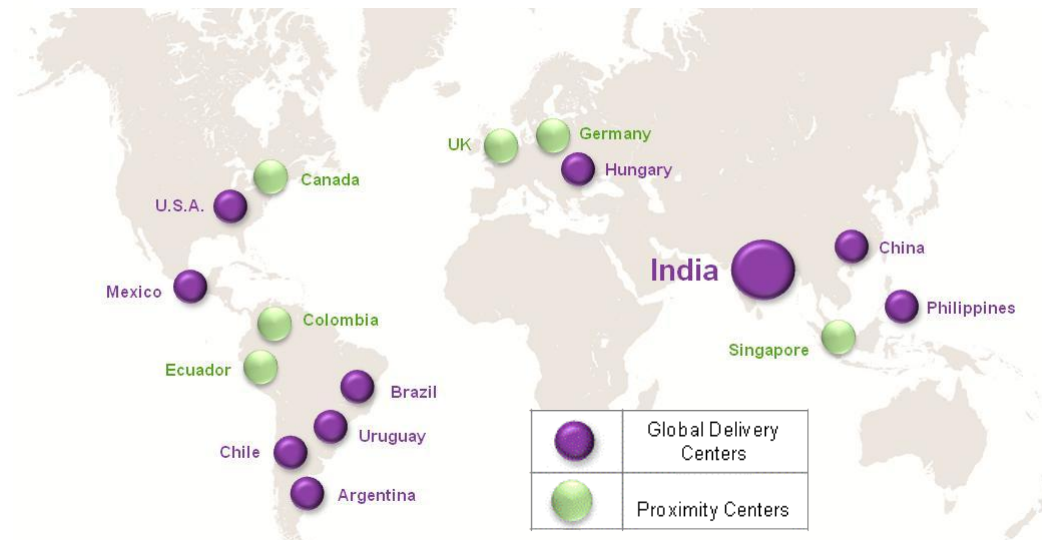 UK
Germany
Hungary
Canada
U.S.A.
China
India
Mexico
Philippines
Colombia
Singapore
Ecuador
Brazil
Uruguay
Chile
Argentina
Global Delivery
Centers
Proximity Centers